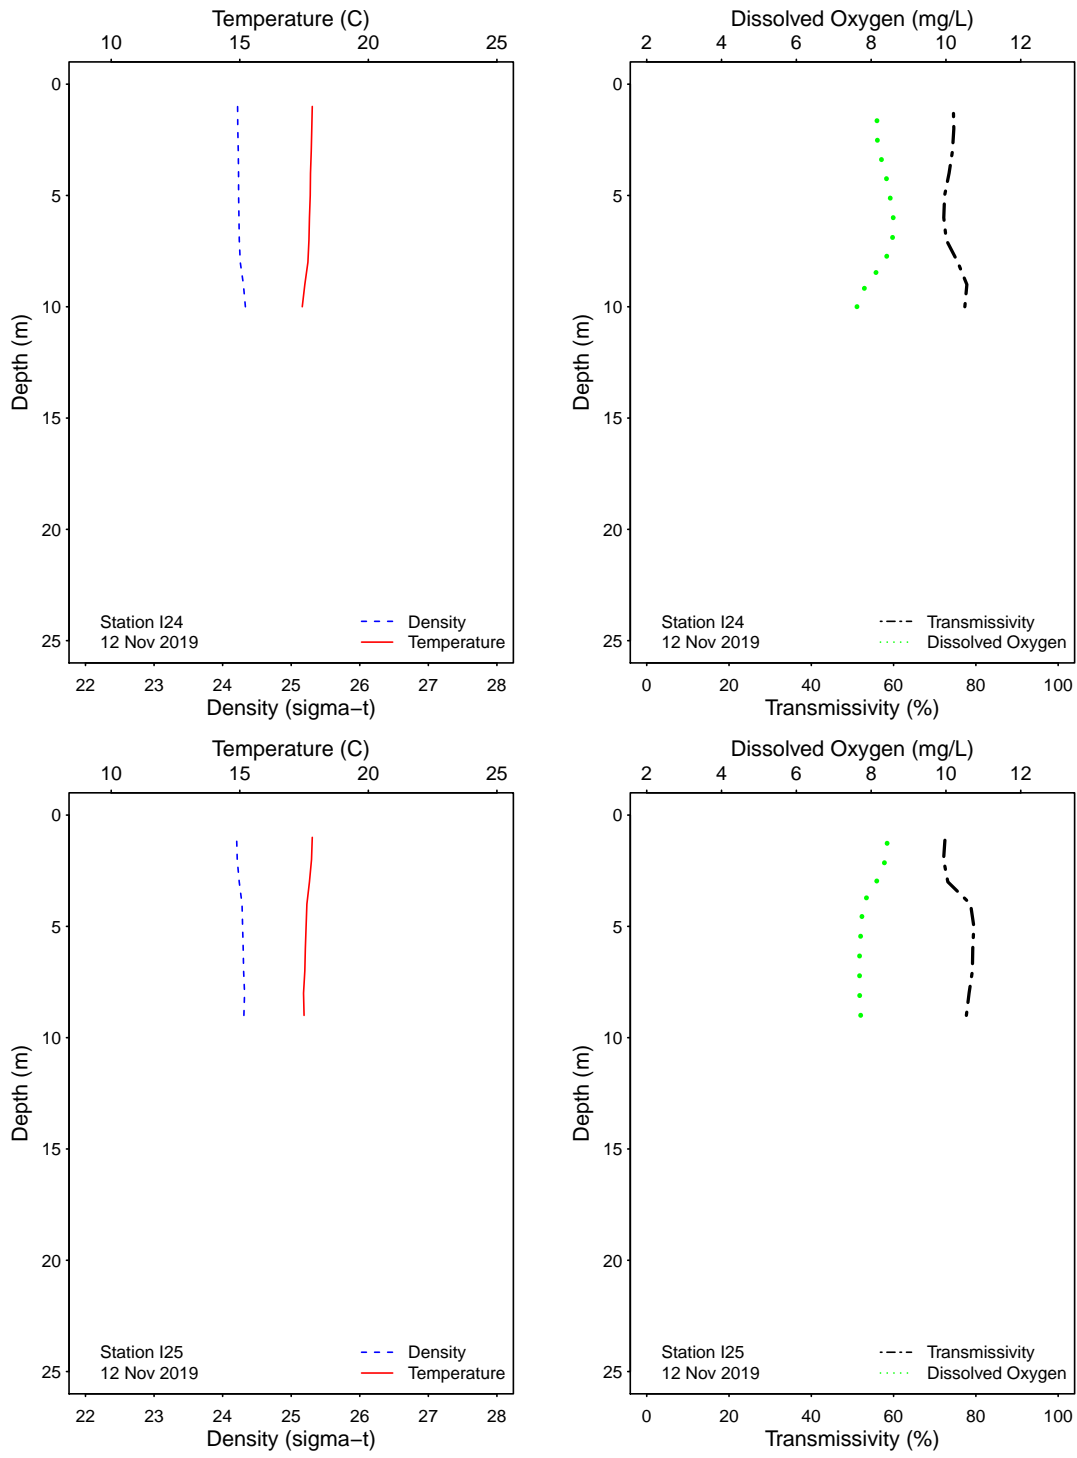 Temperature (C)
10 15 20 25
0
5
10
15
20
25
Depth (m)
Station I24
12 Nov 2019
Density
Temperature
22 23 24 25 26 27 28
Density (sigma−t)
Dissolved Oxygen (mg/L)
2 4 6 8 10 12
0
5
10
15
20
25
Depth (m)
Station I24
12 Nov 2019
Transmissivity
Dissolved Oxygen
0 20 40 60 80 100
Transmissivity (%)
Temperature (C)
10 15 20 25
0
5
10
15
20
25
Depth (m)
Station I25
12 Nov 2019
Density
Temperature
22 23 24 25 26 27 28
Density (sigma−t)
Dissolved Oxygen (mg/L)
2 4 6 8 10 12
0
5
10
15
20
25
Depth (m)
Station I25
12 Nov 2019
Transmissivity
Dissolved Oxygen
0 20 40 60 80 100
Transmissivity (%)